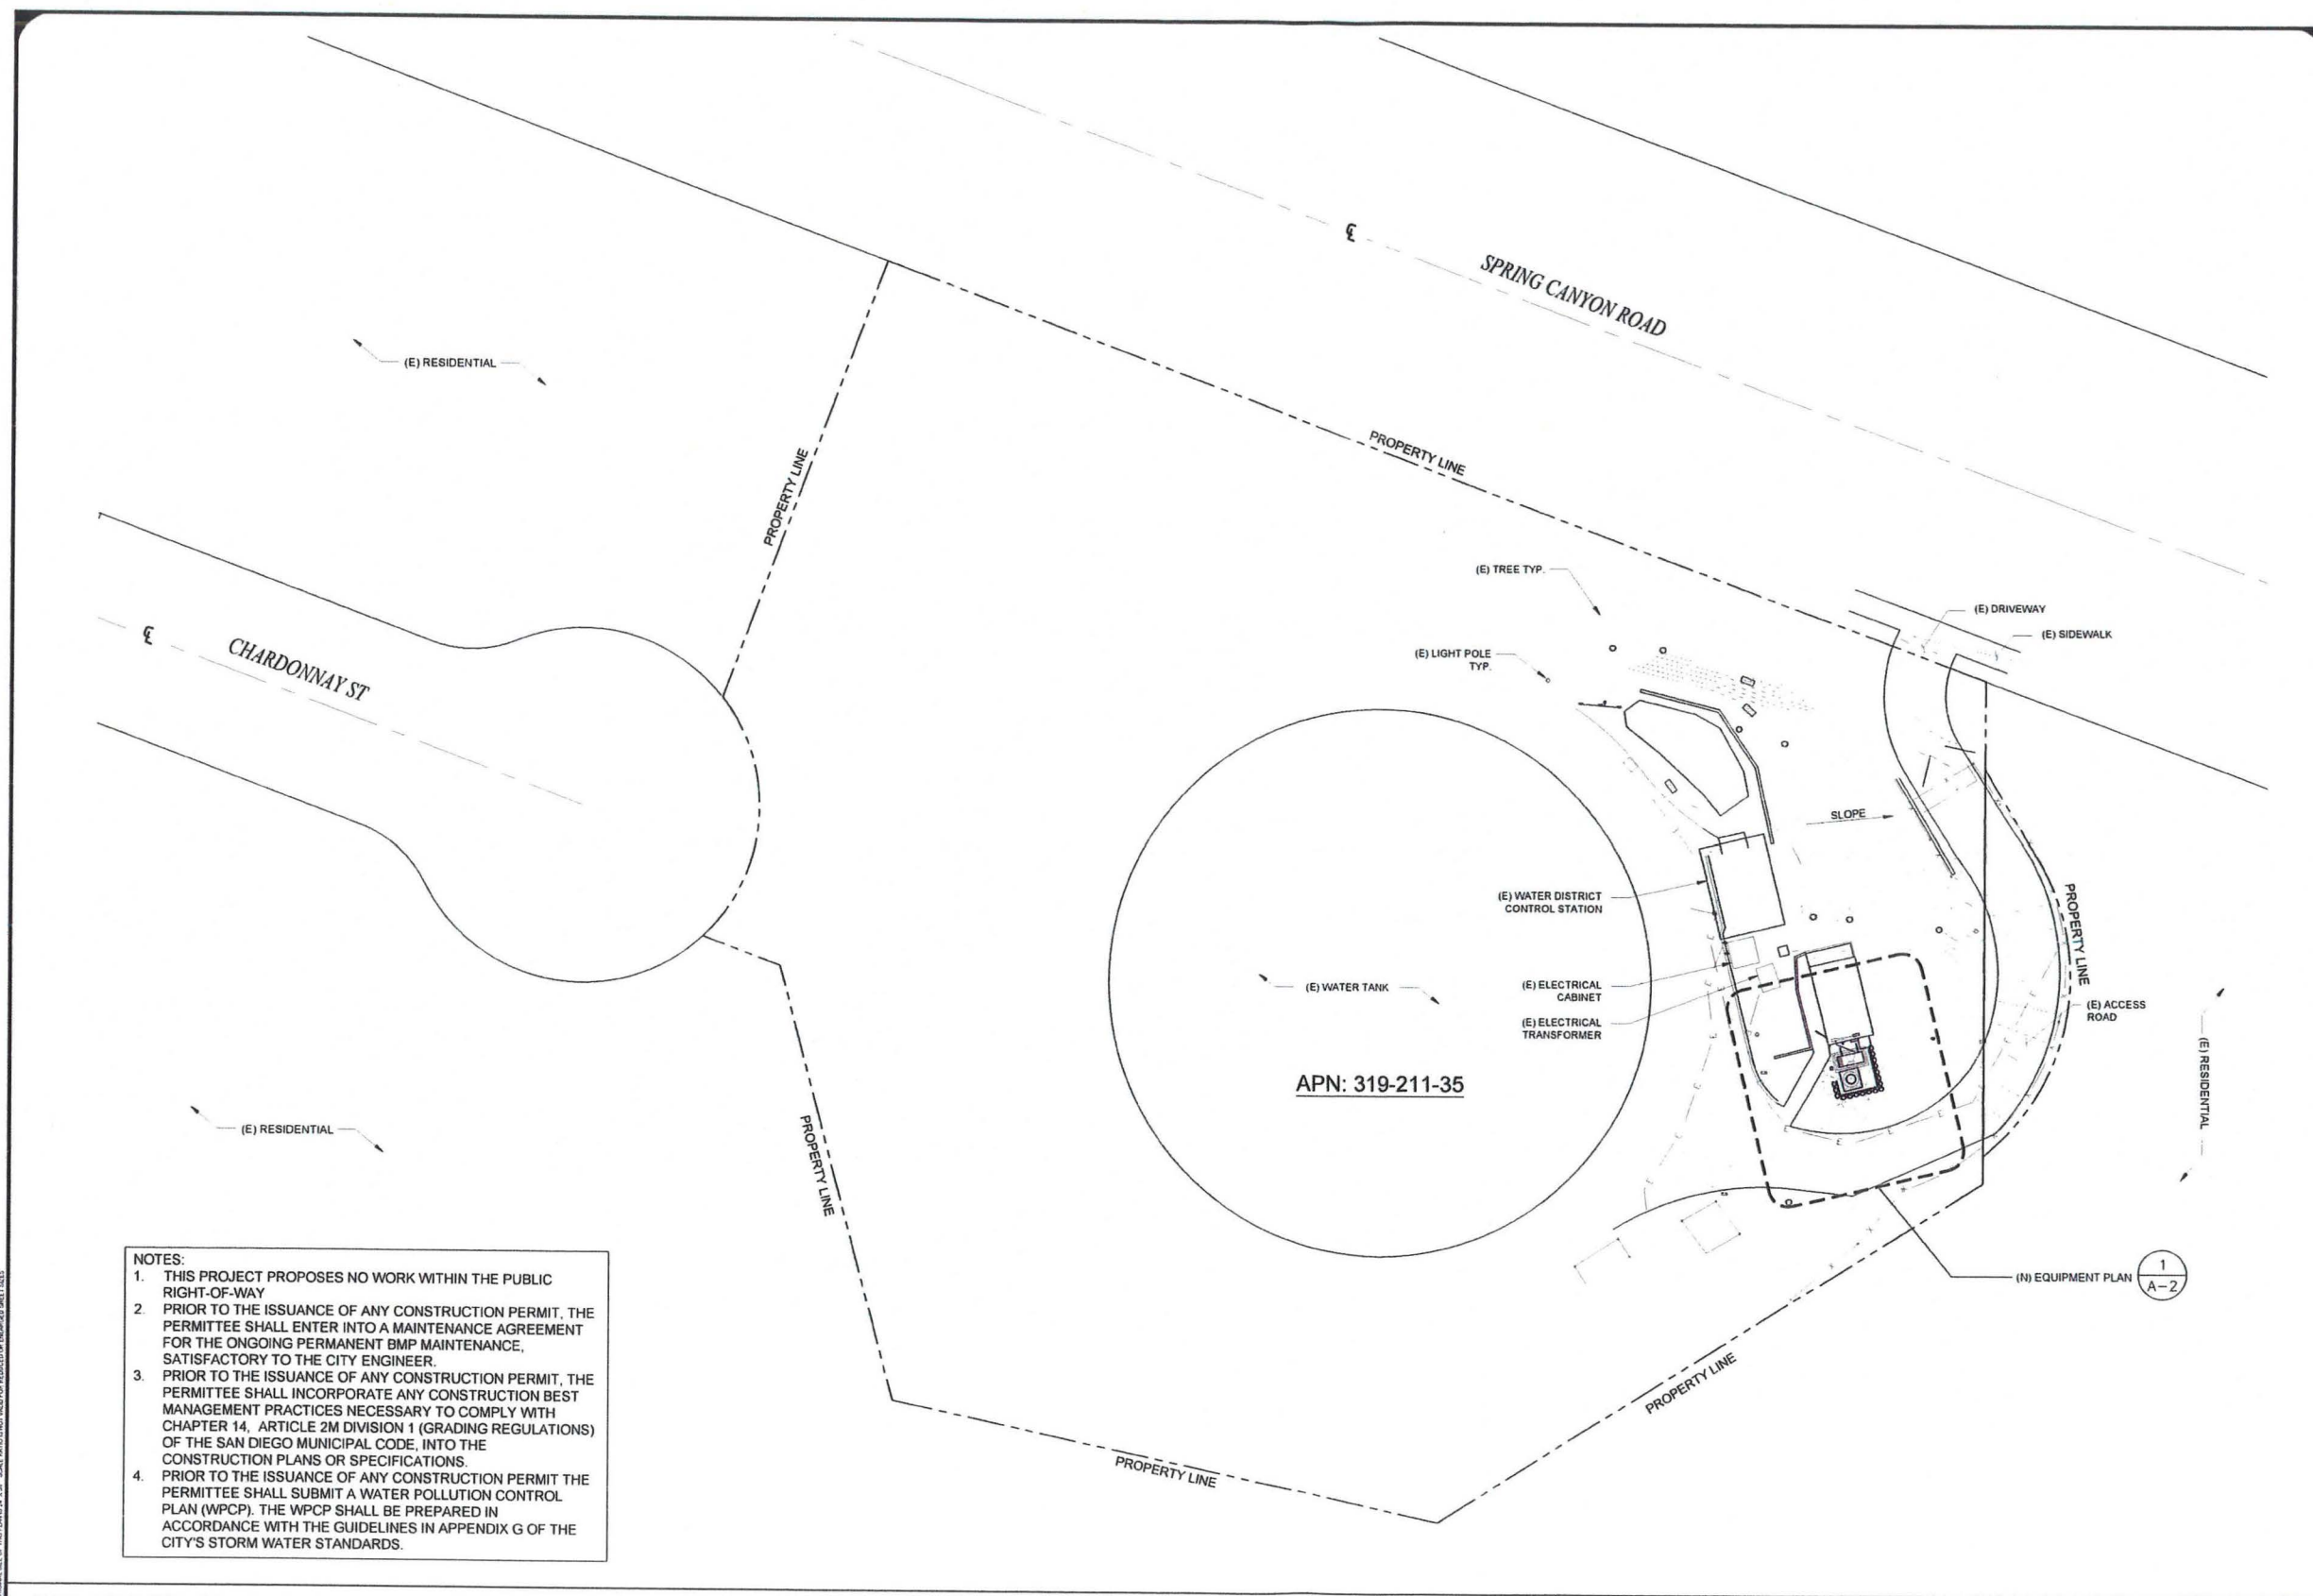 SPRING CANYON ROAD
(E) RESIDENTIAL
PROPERTY LINE
PROPERTY LINE
(E) TREE TYP.
(E) DRIVEWAY
(E) SIDEWALK
(E) LIGHT POLE
TYP.
CHARDONNAY ST
SLOPE
(E) WATER DISTRICT
CONTROL STATION
PROPERTY LINE
(E) WATER TANK
(E) ELECTRICAL
CABINET
(E) ELECTRICAL
TRANSFORMER
(E) ACCESS
ROAD
(E) RESIDENTIAL
APN: 319-211-35
(E) RESIDENTIAL
PROPERTY LINE
(N) EQUIPMENT PLAN
1
A-2
PROPERTY LINE
PROPERTY LINE
NOTES:
1. THIS PROJECT PROPOSES NO WORK WITHIN THE PUBLIC
RIGHT-OF-WAY
2. PRIOR TO THE ISSUANCE OF ANY CONSTRUCTION PERMIT, THE
PERMITTEE SHALL ENTER INTO A MAINTENANCE AGREEMENT
FOR THE ONGOING PERMANENT BMP MAINTENANCE,
SATISFACTORY TO THE CITY ENGINEER.
3. PRIOR TO THE ISSUANCE OF ANY CONSTRUCTION PERMIT, THE
PERMITTEE SHALL INCORPORATE ANY CONSTRUCTION BEST
MANAGEMENT PRACTICES NECESSARY TO COMPLY WITH
CHAPTER 14, ARTICLE 2M DIVISION 1 (GRADING REGULATIONS)
OF THE SAN DIEGO MUNICIPAL CODE, INTO THE
CONSTRUCTION PLANS OR SPECIFICATIONS.
4. PRIOR TO THE ISSUANCE OF ANY CONSTRUCTION PERMIT THE
PERMITTEE SHALL SUBMIT A WATER POLLUTION CONTROL
PLAN (WPCP). THE WPCP SHALL BE PREPARED IN
ACCORDANCE WITH THE GUIDELINES IN APPENDIX G OF THE
CITY'S STORM WATER STANDARDS.